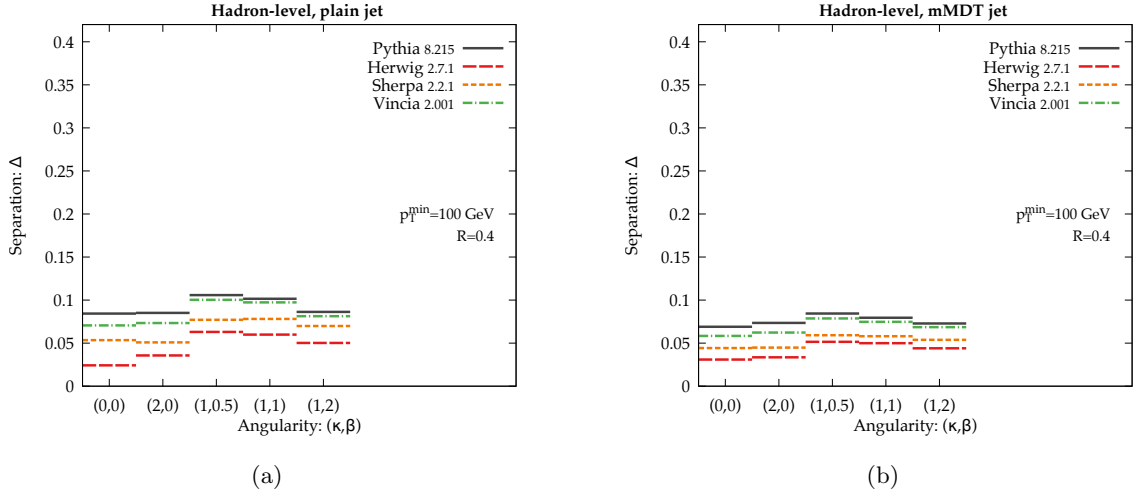 Hadron-level, plain jet
0.4
0.35
0.3
0.25
0.2
0.15
0.1
0.05
0
Separation: Δ
Pythia 8.215
Herwig 2.7.1
Sherpa 2.2.1
Vincia 2.001
p_T^min=100 GeV
R=0.4
(0,0) (2,0) (1,0.5) (1,1) (1,2)
Angularity: (κ,β)
(a)
Hadron-level, mMDT jet
0.4
0.35
0.3
0.25
0.2
0.15
0.1
0.05
0
Separation: Δ
Pythia 8.215
Herwig 2.7.1
Sherpa 2.2.1
Vincia 2.001
p_T^min=100 GeV
R=0.4
(0,0) (2,0) (1,0.5) (1,1) (1,2)
Angularity: (κ,β)
(b)